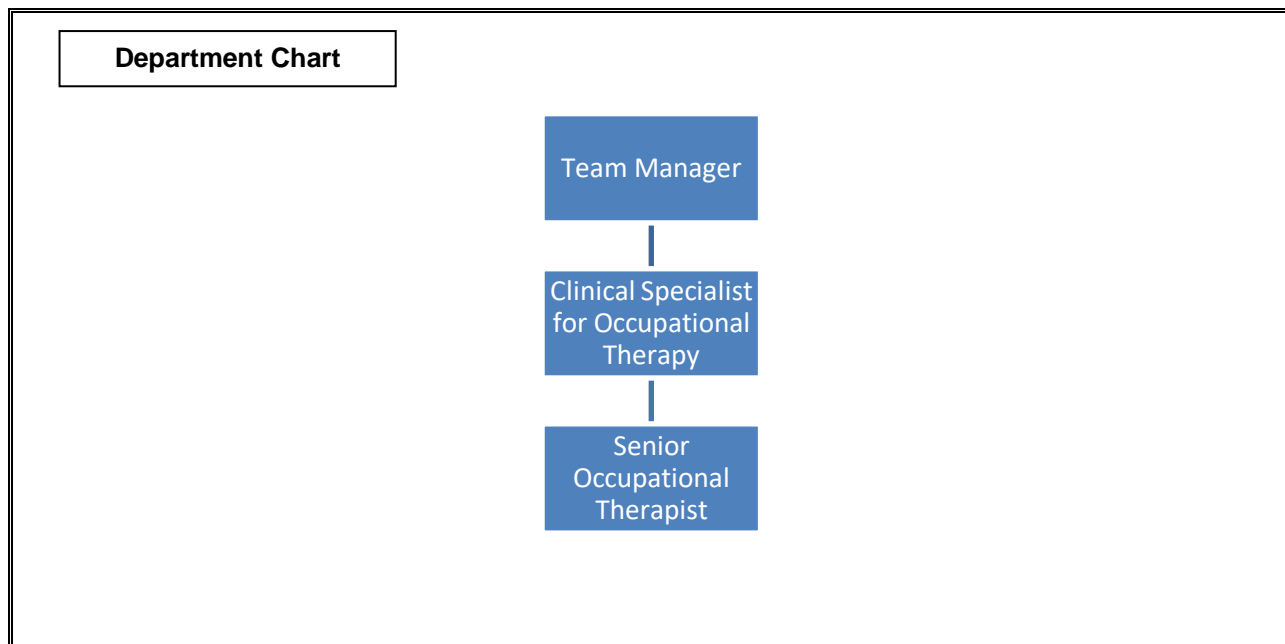 Department Chart
Team Manager
Clinical Specialist
for Occupational
Therapy
Senior
Occupational
Therapist